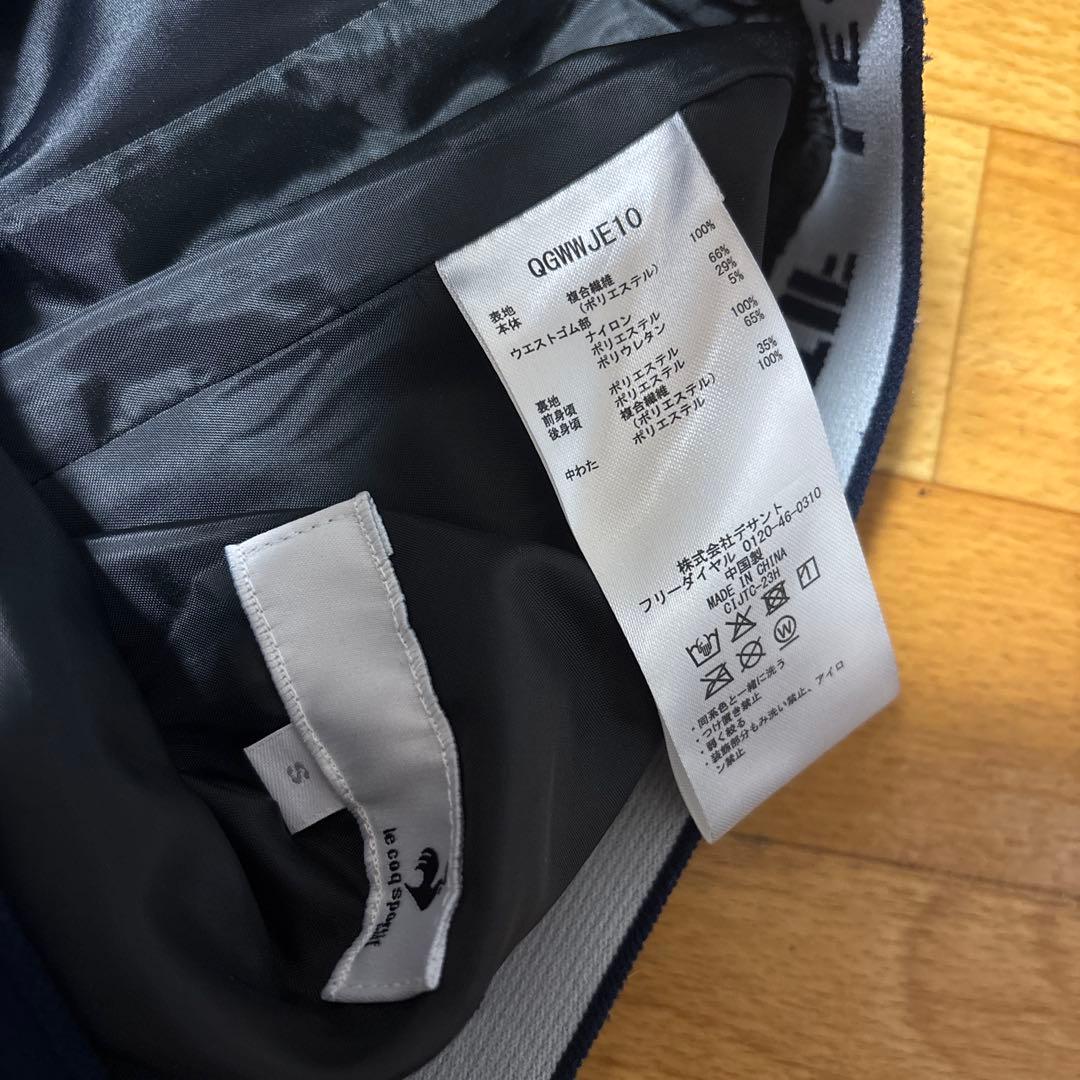 QGWWJE10
表地
本体 複合繊維 100%
(ポリエステル)
ウエストゴム部 ナイロン 66%
ポリエステル 29%
ポリウレタン 5%
裏地
前身頃 ポリエステル 100%
後身頃 ポリエステル 65%
複合繊維
(ポリエステル) 35%
中わた ポリエステル 100%
株式会社デサント
フリーダイヤル 0120-46-0310
中国製
MADE IN CHINA
CIJTC-23H
・同系色と一緒に洗う
・つけ置き禁止
・弱く絞る
・装飾部分もみ洗い禁止、アイロ
ン禁止
S
le coq sportif